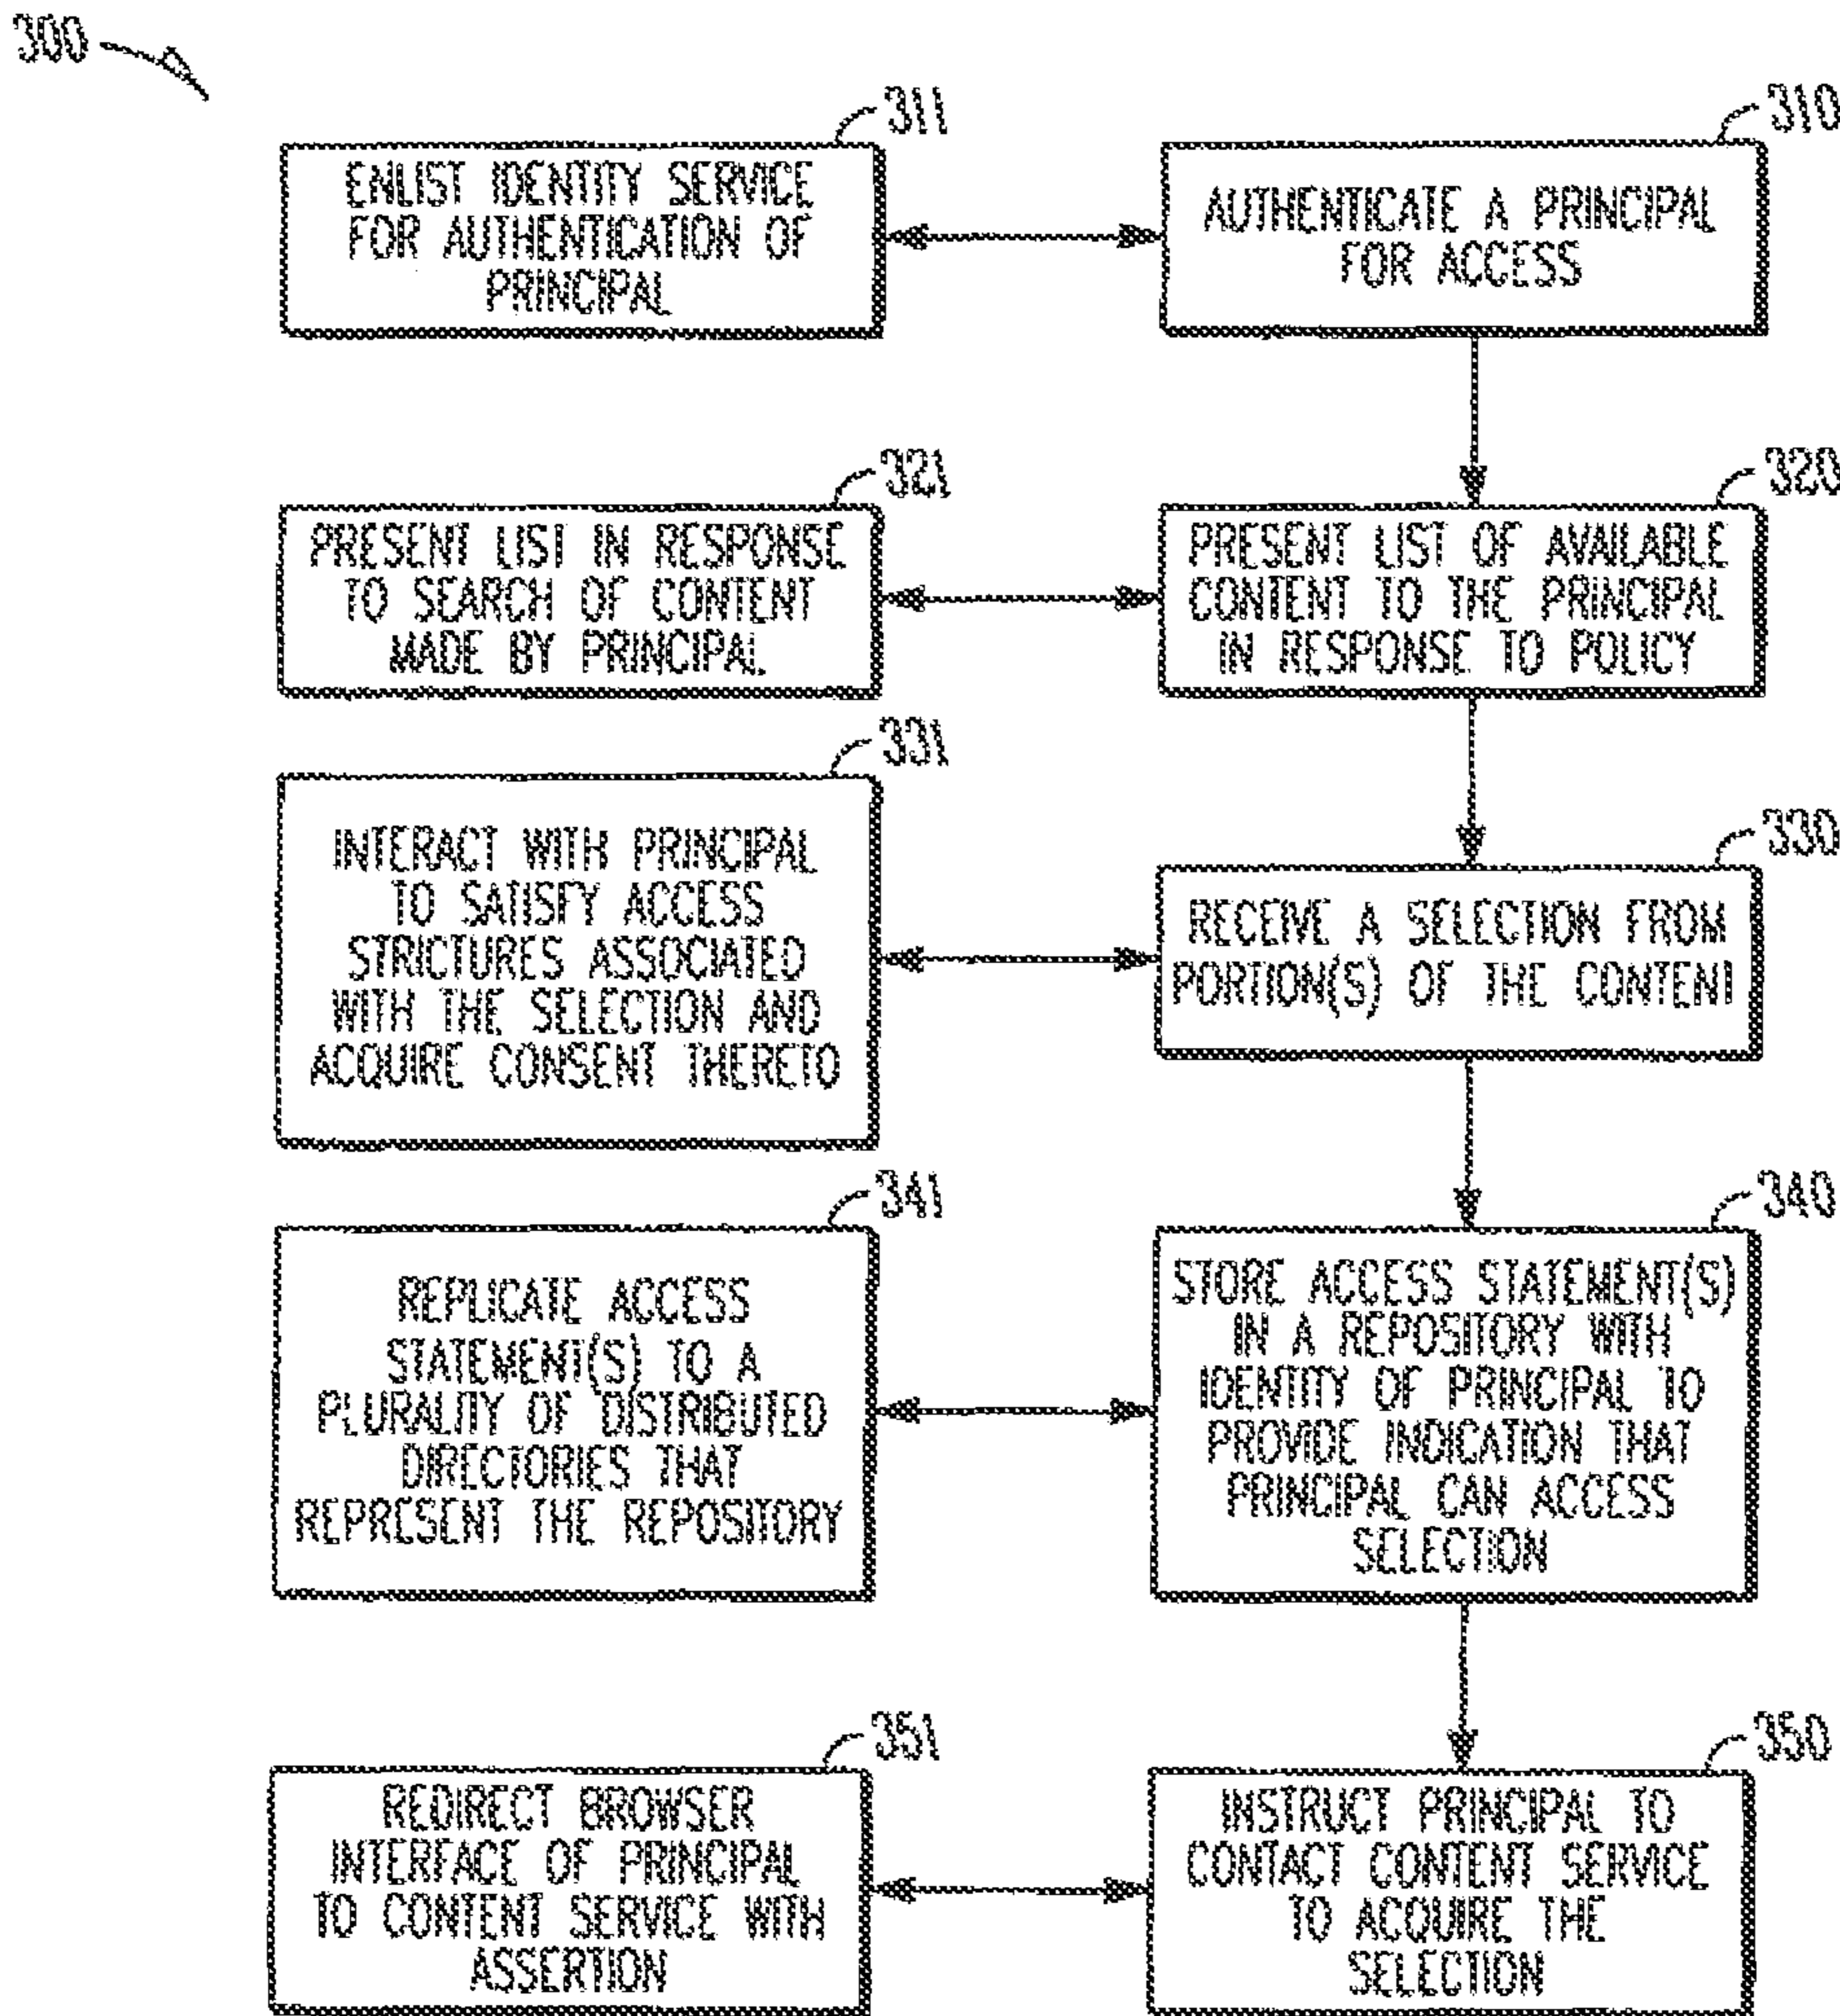 300
311
ENLIST IDENTITY SERVICE
FOR AUTHENTICATION OF
PRINCIPAL
310
AUTHENTICATE A PRINCIPAL
FOR ACCESS
321
PRESENT LIST IN RESPONSE
TO SEARCH OF CONTENT
MADE BY PRINCIPAL
320
PRESENT LIST OF AVAILABLE
CONTENT TO THE PRINCIPAL
IN RESPONSE TO POLICY
331
INTERACT WITH PRINCIPAL
TO SATISFY ACCESS
STRICTURES ASSOCIATED
WITH THE SELECTION AND
ACQUIRE CONSENT THERETO
330
RECEIVE A SELECTION FROM
PORTION(S) OF THE CONTENT
341
REPLICATE ACCESS
STATEMENT(S) TO A
PLURALITY OF DISTRIBUTED
DIRECTORIES THAT
REPRESENT THE REPOSITORY
340
STORE ACCESS STATEMENT(S)
IN A REPOSITORY WITH
IDENTITY OF PRINCIPAL TO
PROVIDE INDICATION THAT
PRINCIPAL CAN ACCESS
SELECTION
351
REDIRECT BROWSER
INTERFACE OF PRINCIPAL
TO CONTENT SERVICE WITH
ASSERTION
350
INSTRUCT PRINCIPAL TO
CONTACT CONTENT SERVICE
TO ACQUIRE THE
SELECTION